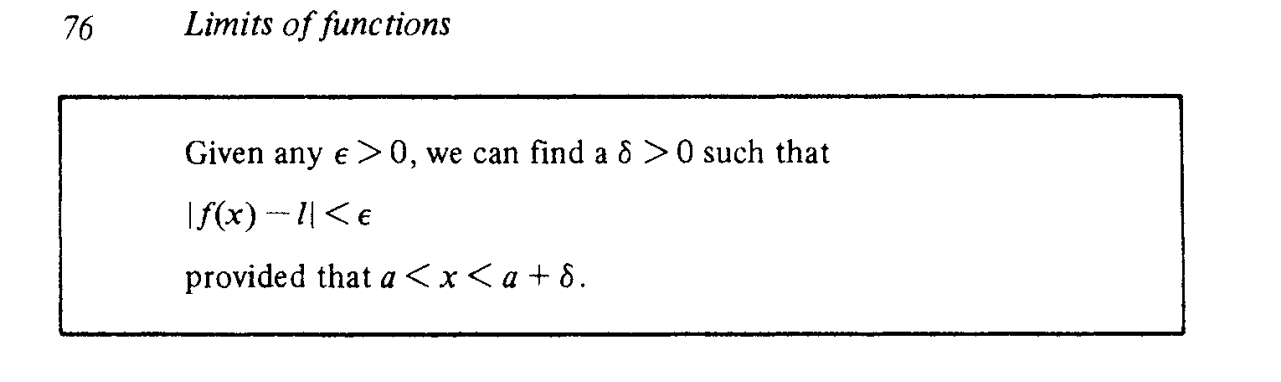 76 Limits of functions
Given any ϵ > 0, we can find a δ > 0 such that
|f(x) − l| < ϵ
provided that a < x < a + δ.